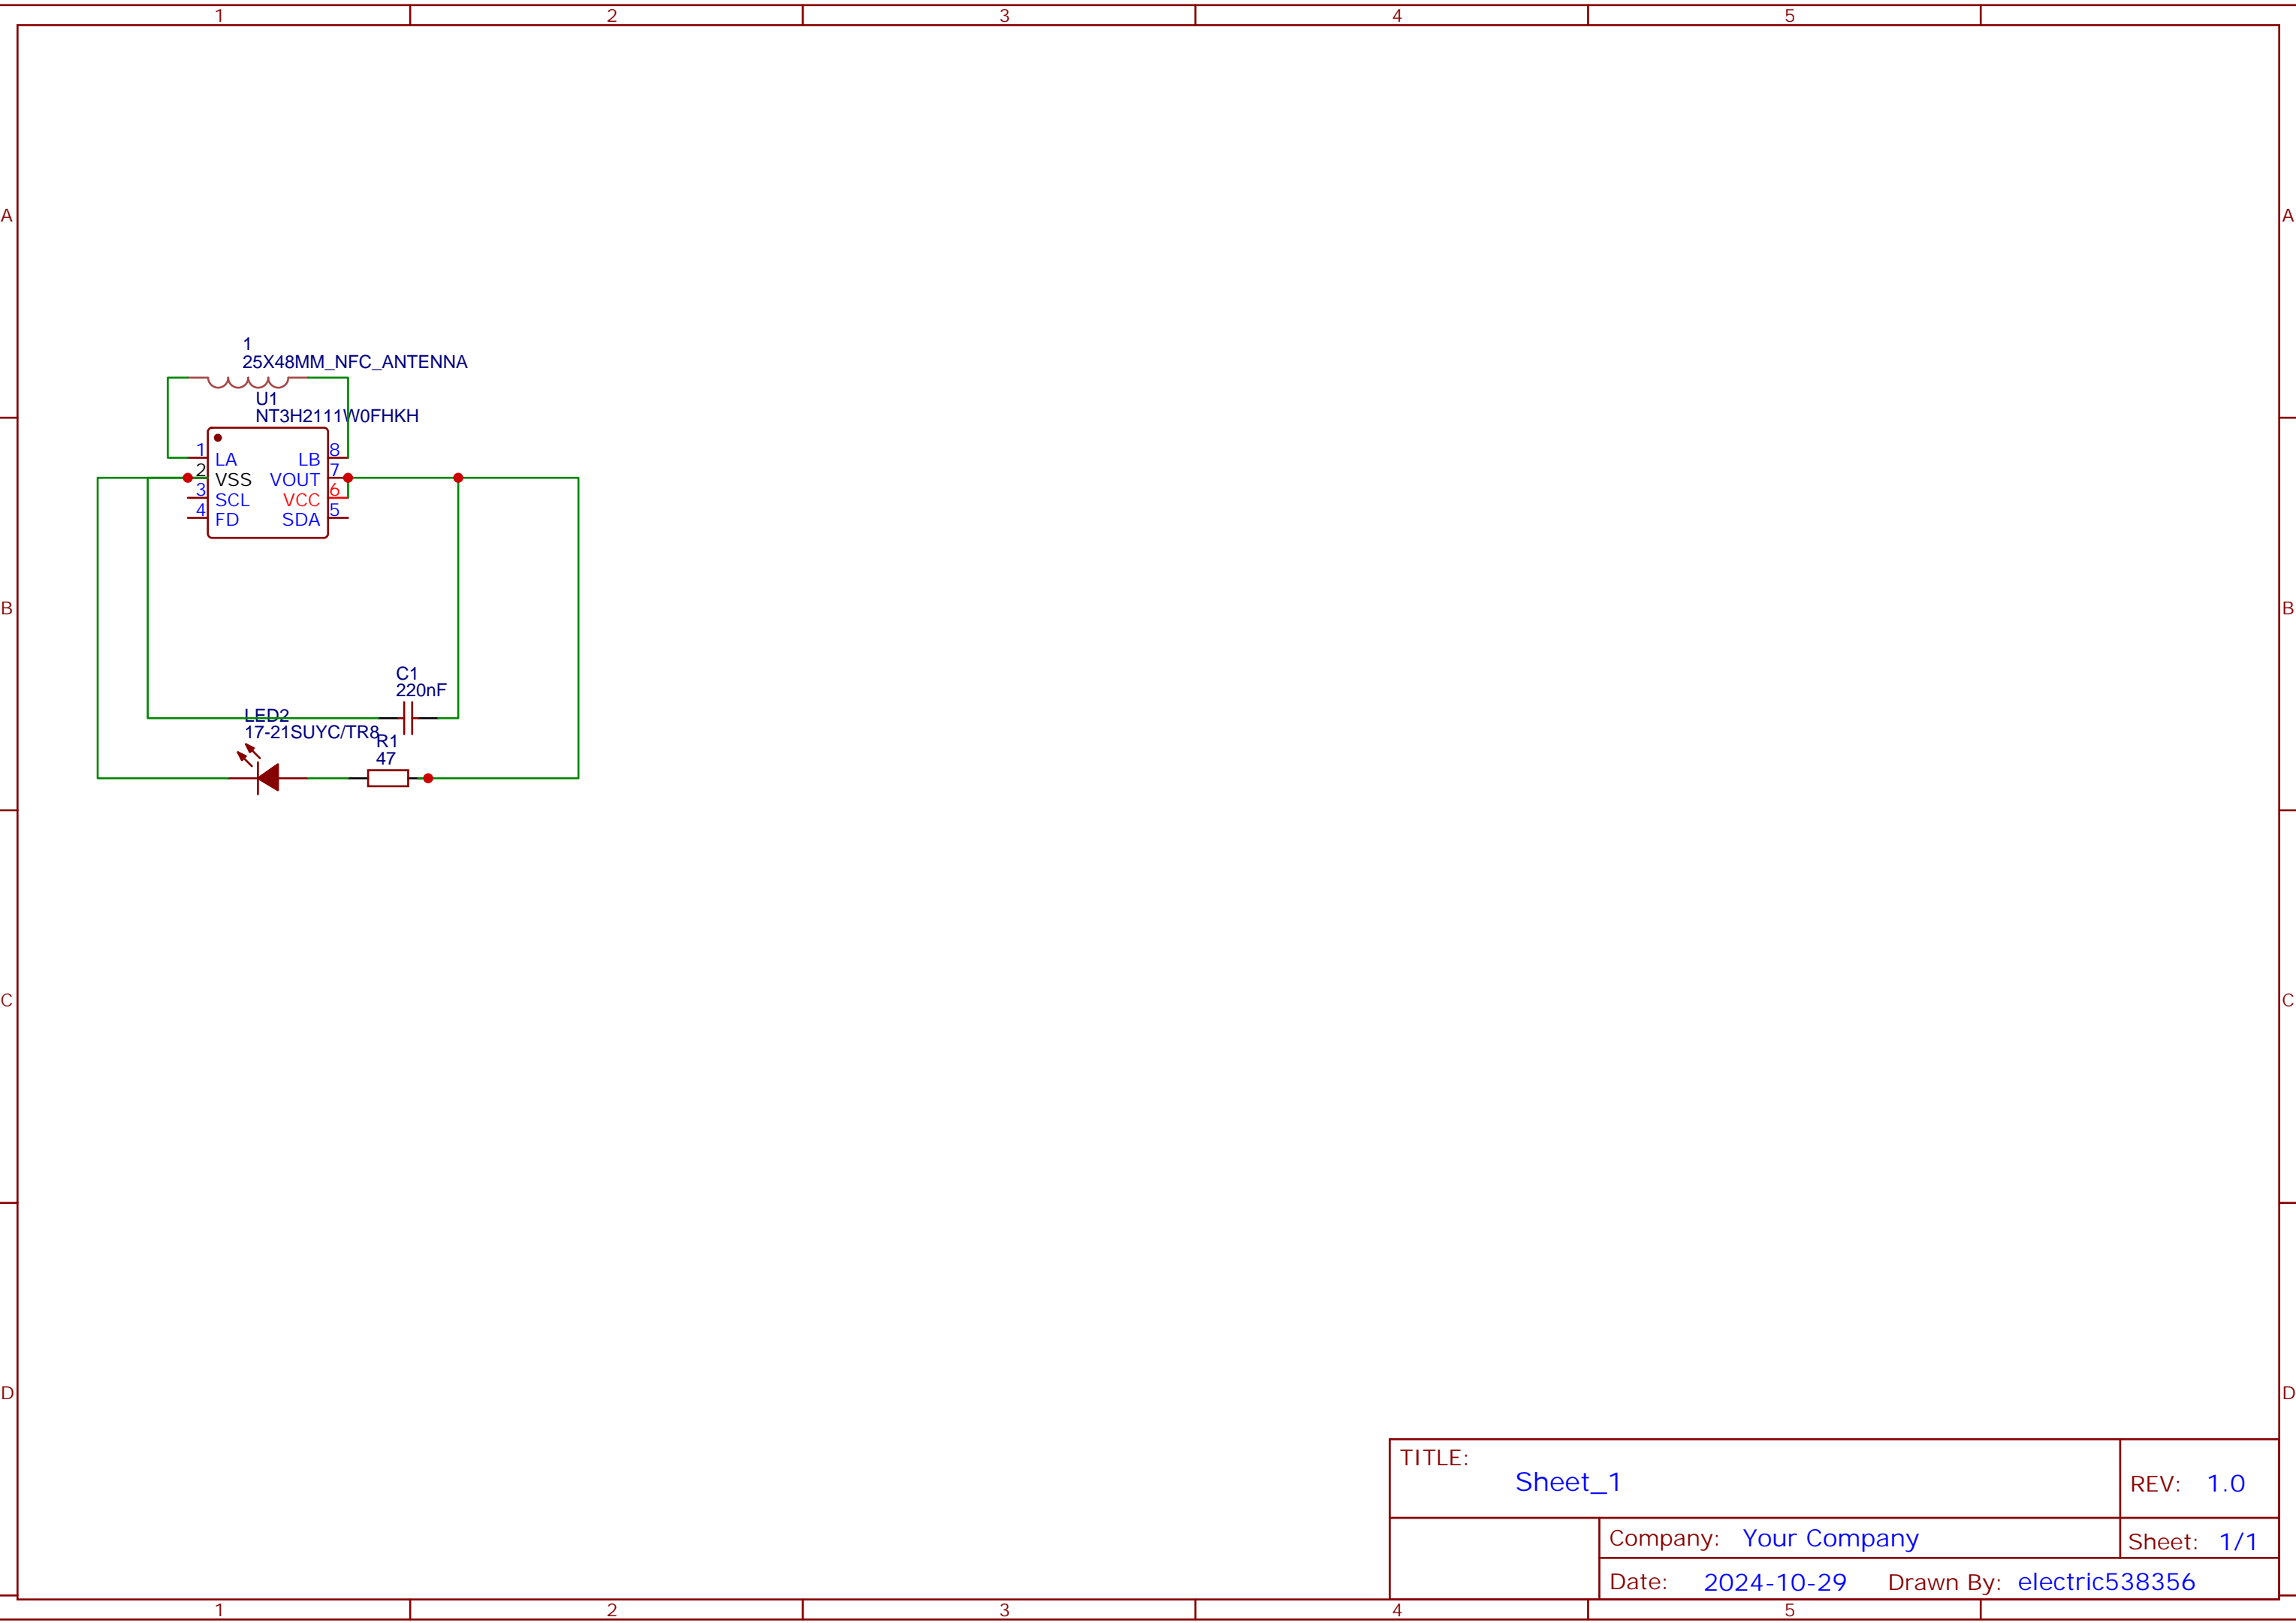 1 2 3 4 5
A A
1
25X48MM_NFC_ANTENNA
U1
NT3H2111W0FHKH
1 LA LB 8
2 VSS VOUT 7
3 SCL VCC 6
4 FD SDA 5
B B
C1
220nF
LED2
17-21SUYC/TR8
R1
47
C C
D D
TITLE:
Sheet_1
REV: 1.0
Company: Your Company
Sheet: 1/1
Date: 2024-10-29 Drawn By: electric538356
1 2 3 4 5